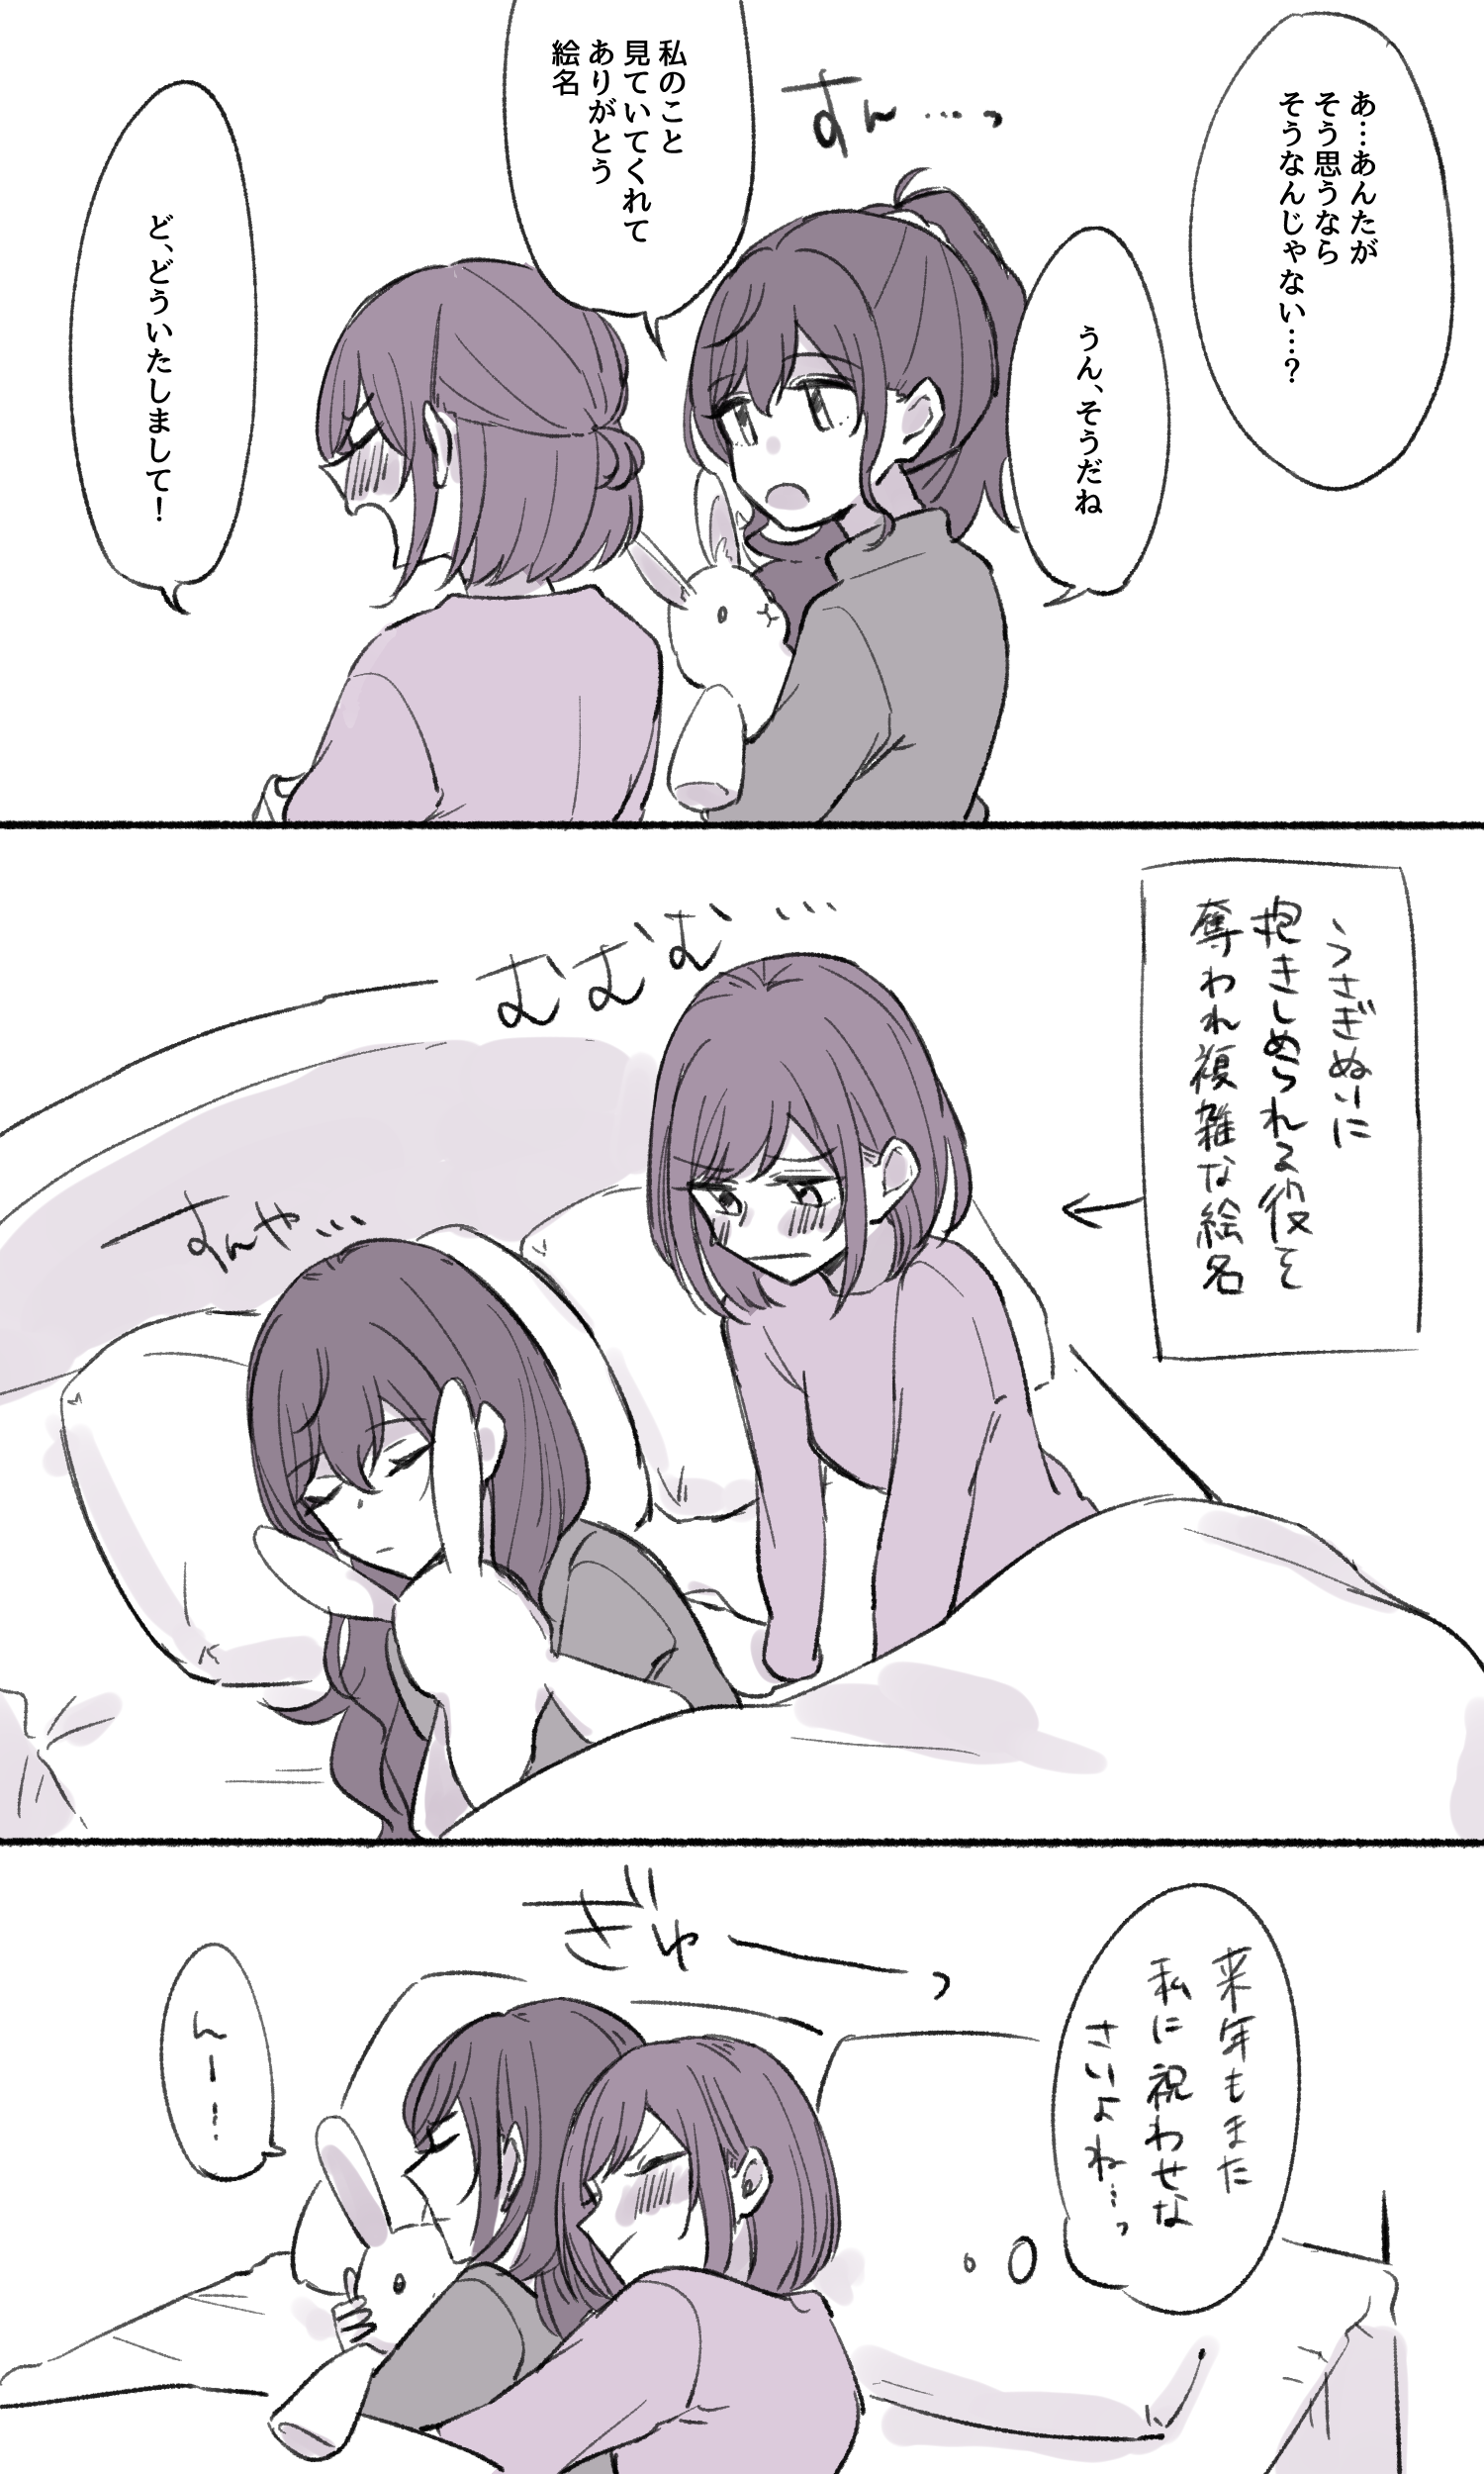 あ…あんたが
そう思うなら
そうなんじゃない…？
うん、そうだね
すん…っ
私のこと
見ていてくれて
ありがとう
絵名
ど、どういたしまして！
うさぎぬいに
抱きしめられる役を
奪われ複雑な絵名
むむむ…
すんや…
来年もまた
私に祝わせな
さいよね…っ
ぎゅーっ
んー…